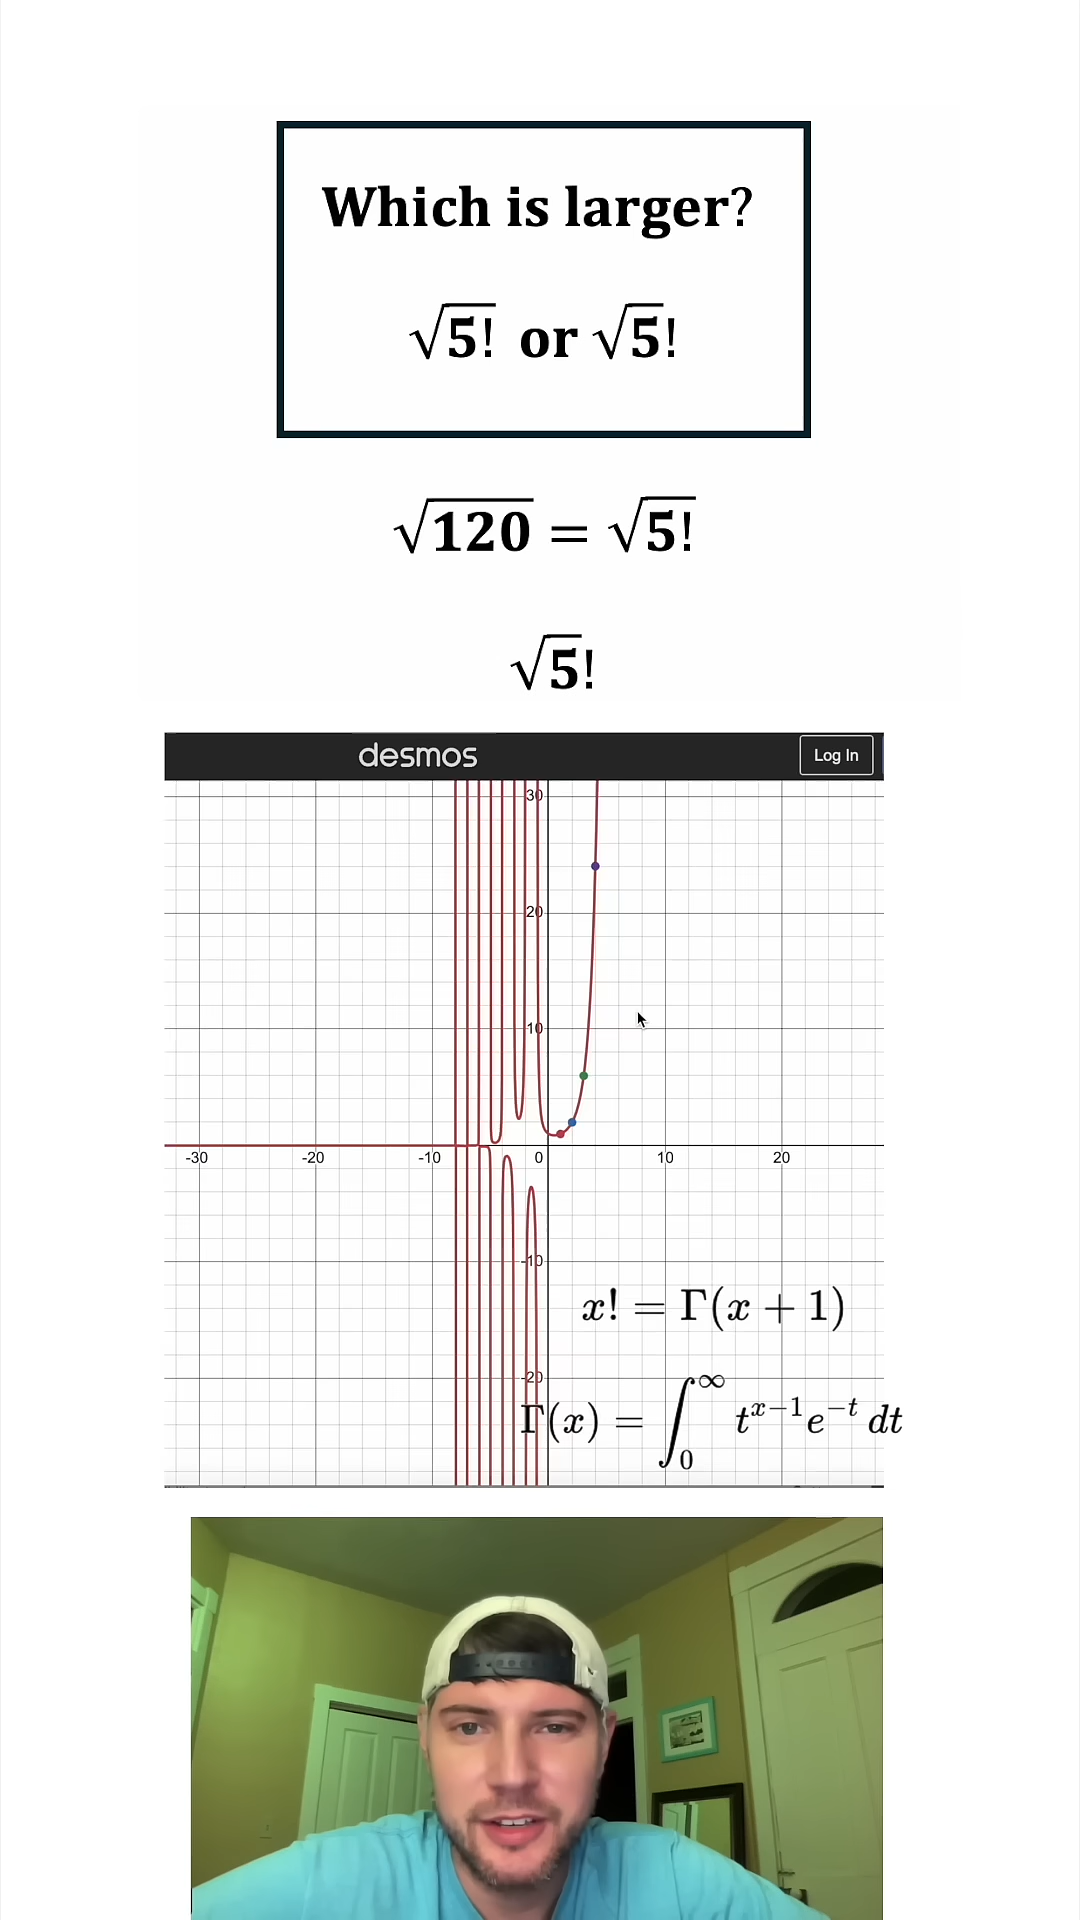 Which is larger?
√5! or √5!
√120 = √5!
√5!
desmos
Log In
30
20
10
-30 -20 -10 0 10 20
-10
x! = Γ(x + 1)
-20
Γ(x) = ∫₀^∞ t^(x−1) e^(−t) dt